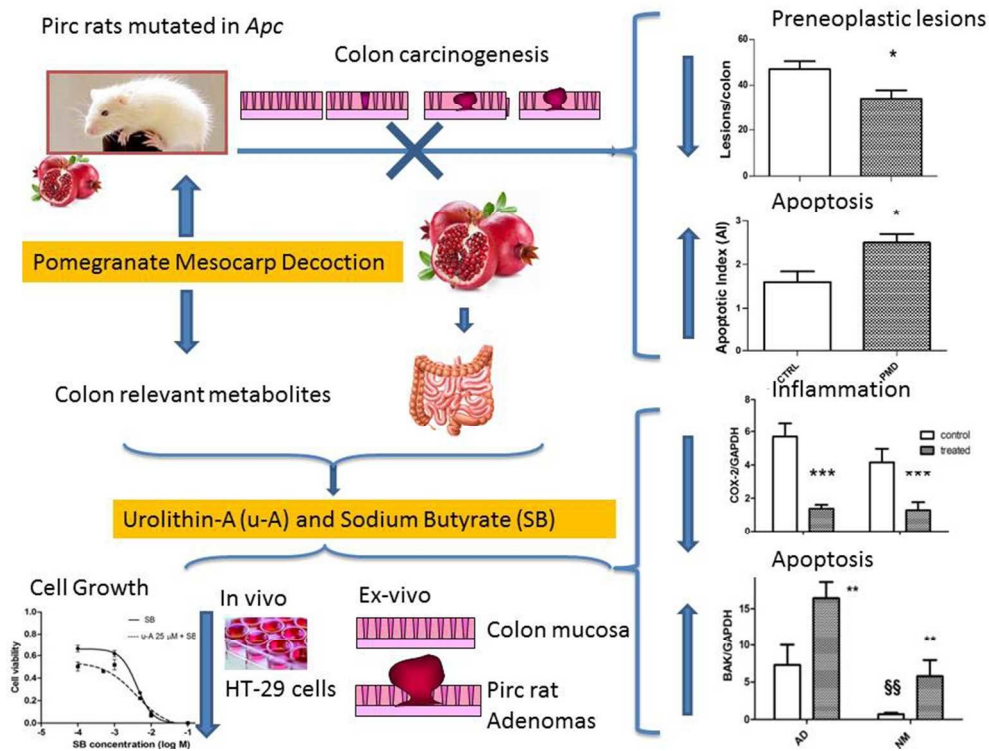 Pirc rats mutated in Apc
Colon carcinogenesis
Pomegranate Mesocarp Decoction
Colon relevant metabolites
Urolithin-A (u-A) and Sodium Butyrate (SB)
Cell Growth
1.0
0.8
0.6
0.4
0.2
0.0
Cell viability
SB
u-A 25 µM + SB
-5
-4
-3
-2
-1
0
SB concentration (log M)
In vivo
HT-29 cells
Ex-vivo
Colon mucosa
Pirc rat
Adenomas
Preneoplastic lesions
60
40
20
0
Lesions/colon
*
Apoptosis
3
2
1
0
Apoptotic Index (AI)
*
CTRL
PMD
Inflammation
8
6
4
2
0
COX-2/GAPDH
control
treated
***
***
Apoptosis
15
10
5
0
BAK/GAPDH
**
§§
**
AD
NM